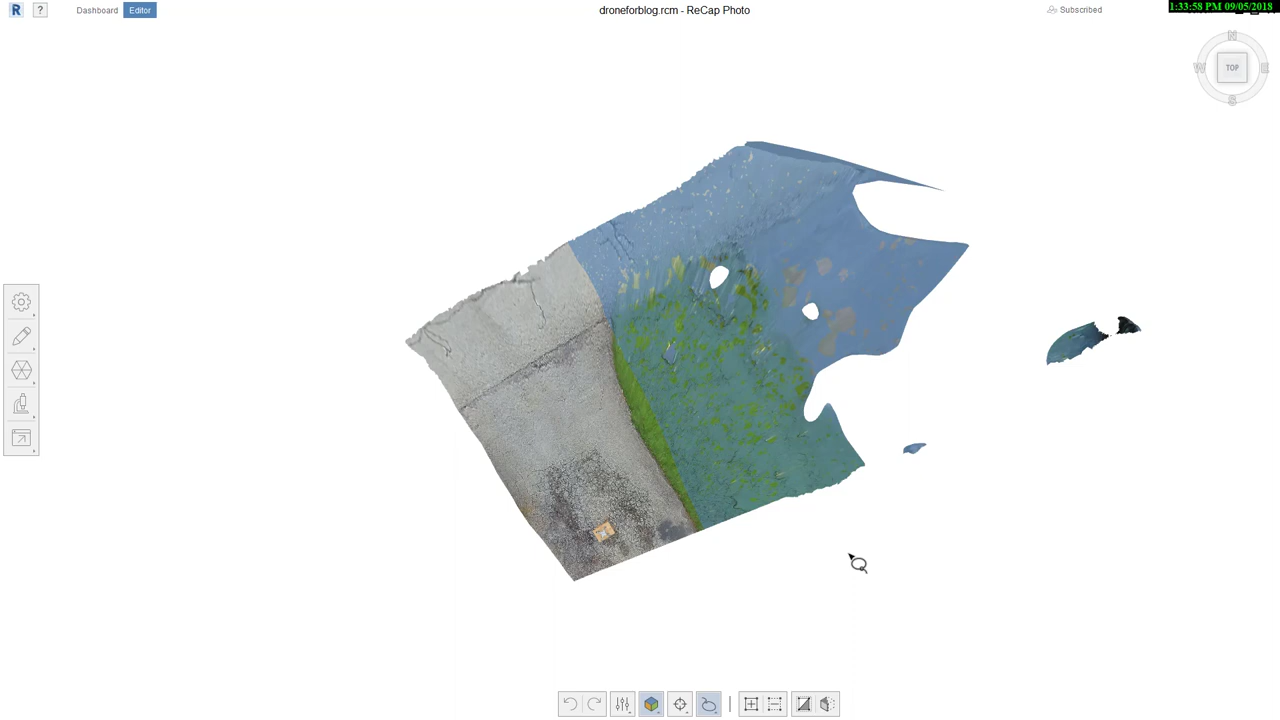 R ? Dashboard Editor droneforblog.rcm - ReCap Photo Subscribed 1:33:58 PM 09/05/2018
N
W TOP E
S